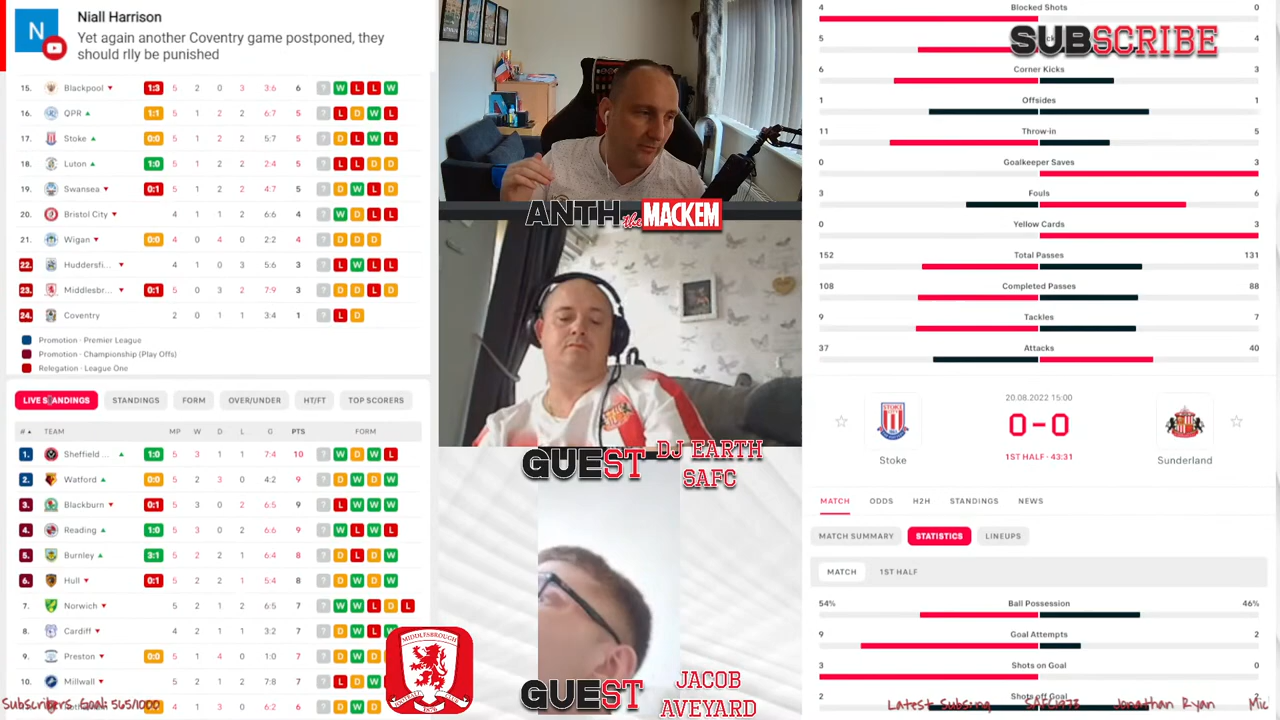 N
Niall Harrison
Yet again another Coventry game postponed, they
should rlly be punished
15. Blackpool 1:3 5 2 0 3 3:6 6 ? W L L W
16. QPR 1:1 5 1 2 2 6:7 5 ? L D W L
17. Stoke 0:0 5 1 2 2 5:7 5 ? D L W L
18. Luton 1:0 5 1 2 2 2:4 5 ? L L D D
19. Swansea 0:1 5 1 2 2 4:7 5 ? D W L D
20. Bristol City 4 1 1 2 6:6 4 ? W D L L
21. Wigan 0:0 4 0 4 0 2:2 4 ? D D D
22. Huddersfi... 4 1 0 3 5:6 3 ? L W L L
23. Middlesbr... 0:1 5 0 3 2 7:9 3 ? D D L D
24. Coventry 2 0 1 1 3:4 1 ? L D
Promotion - Premier League
Promotion - Championship (Play Offs)
Relegation - League One
LIVE STANDINGS STANDINGS FORM OVER/UNDER HT/FT TOP SCORERS
# TEAM MP W D L G PTS FORM
1. Sheffield ... 1:0 5 3 1 1 7:4 10 ? W D W L
2. Watford 0:0 5 2 3 0 4:2 9 ? D W D W
3. Blackburn 0:1 5 3 0 2 6:5 9 ? L W W W
4. Reading 1:0 5 3 0 2 6:6 9 ? W L W L
5. Burnley 3:1 5 2 2 1 6:4 8 ? D L D W
6. Hull 0:1 5 2 2 1 5:4 8 ? W D W
7. Norwich 5 2 1 2 6:5 7 ? W W L D L
8. Cardiff 4 2 1 1 3:2 7 ? D W L W
9. Preston 0:0 5 1 4 0 1:0 7 ? W D D
10. Millwall 5 2 1 2 7:8 7 ? L D W
Subscribers Goal: 565/1000
ANTH the MACKEM
GUEST DJ EARTH
SAFC
MIDDLESBROUGH
1876
GUEST JACOB
AVEYARD
4 Blocked Shots 0
SUBSCRIBE
5 4
6 Corner Kicks 3
1 Offsides 1
11 Throw-in 5
0 Goalkeeper Saves 3
3 Fouls 6
0 Yellow Cards 3
152 Total Passes 131
108 Completed Passes 88
9 Tackles 7
37 Attacks 40
20.08.2022 15:00
0-0
1ST HALF - 43:31
Stoke Sunderland
MATCH ODDS H2H STANDINGS NEWS
MATCH SUMMARY STATISTICS LINEUPS
MATCH 1ST HALF
54% Ball Possession 46%
9 Goal Attempts 2
3 Shots on Goal 0
2 Shots off Goal 2
Latest Subs: SAFC1973 Jonathan Ryan Mic